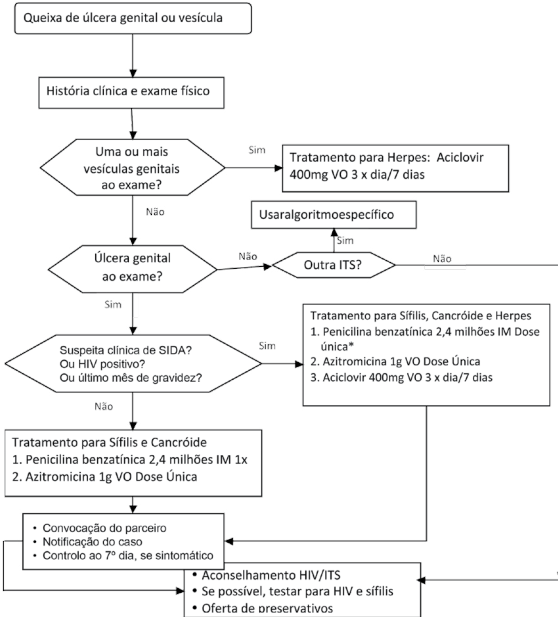 Queixa de úlcera genital ou vesícula
História clínica e exame físico
Uma ou mais
vesículas genitais
ao exame?
Sim
Tratamento para Herpes: Aciclovir
400mg VO 3 x dia/7 dias
Não
Usaralgoritmoespecífico
Sim
Úlcera genital
ao exame?
Não
Outra ITS?
Não
Sim
Suspeita clínica de SIDA?
Ou HIV positivo?
Ou último mês de gravidez?
Sim
Tratamento para Sífilis, Cancróide e Herpes
1. Penicilina benzatínica 2,4 milhões IM Dose
única*
2. Azitromicina 1g VO Dose Única
3. Aciclovir 400mg VO 3 x dia/7 dias
Não
Tratamento para Sífilis e Cancróide
1. Penicilina benzatínica 2,4 milhões IM 1x
2. Azitromicina 1g VO Dose Única
• Convocação do parceiro
• Notificação do caso
• Controlo ao 7º dia, se sintomático
• Aconselhamento HIV/ITS
• Se possível, testar para HIV e sífilis
• Oferta de preservativos